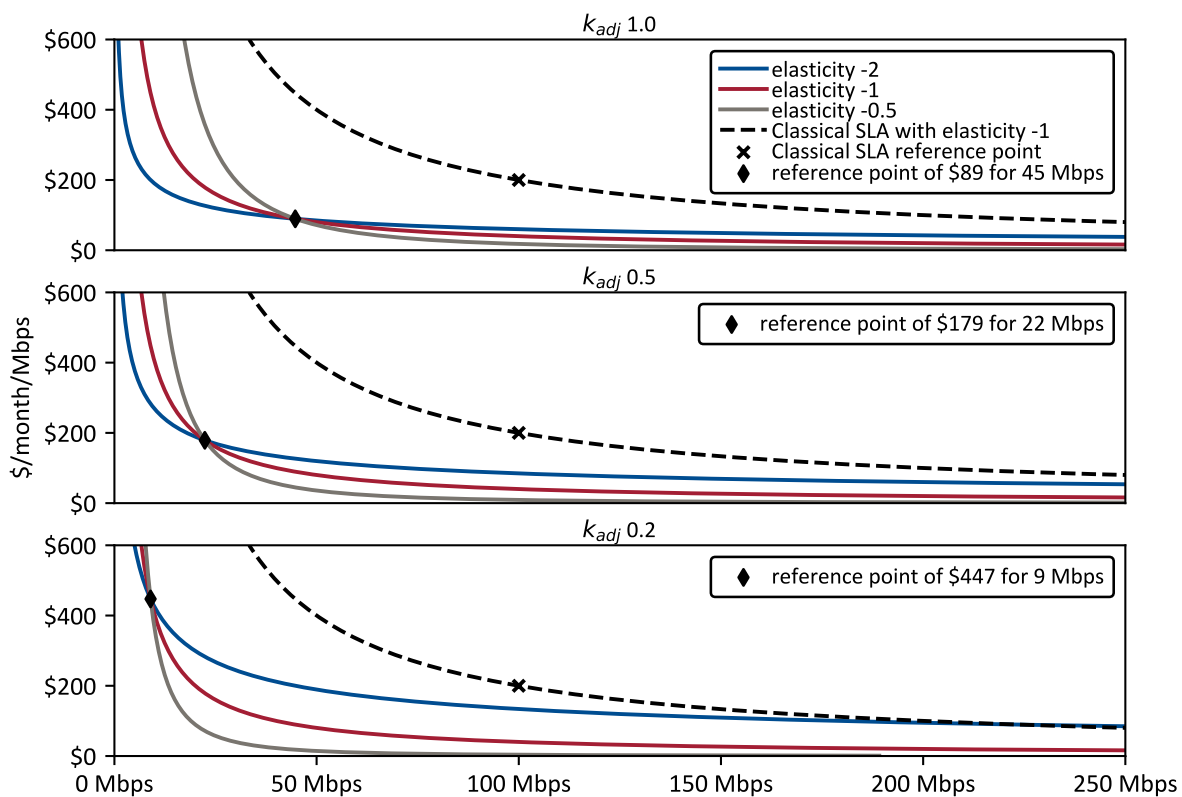 k_adj 1.0
$600
$400
$200
$0
elasticity -2
elasticity -1
elasticity -0.5
Classical SLA with elasticity -1
Classical SLA reference point
reference point of $89 for 45 Mbps
k_adj 0.5
$/month/Mbps
$600
$400
$200
$0
reference point of $179 for 22 Mbps
k_adj 0.2
$600
$400
$200
$0
reference point of $447 for 9 Mbps
0 Mbps 50 Mbps 100 Mbps 150 Mbps 200 Mbps 250 Mbps